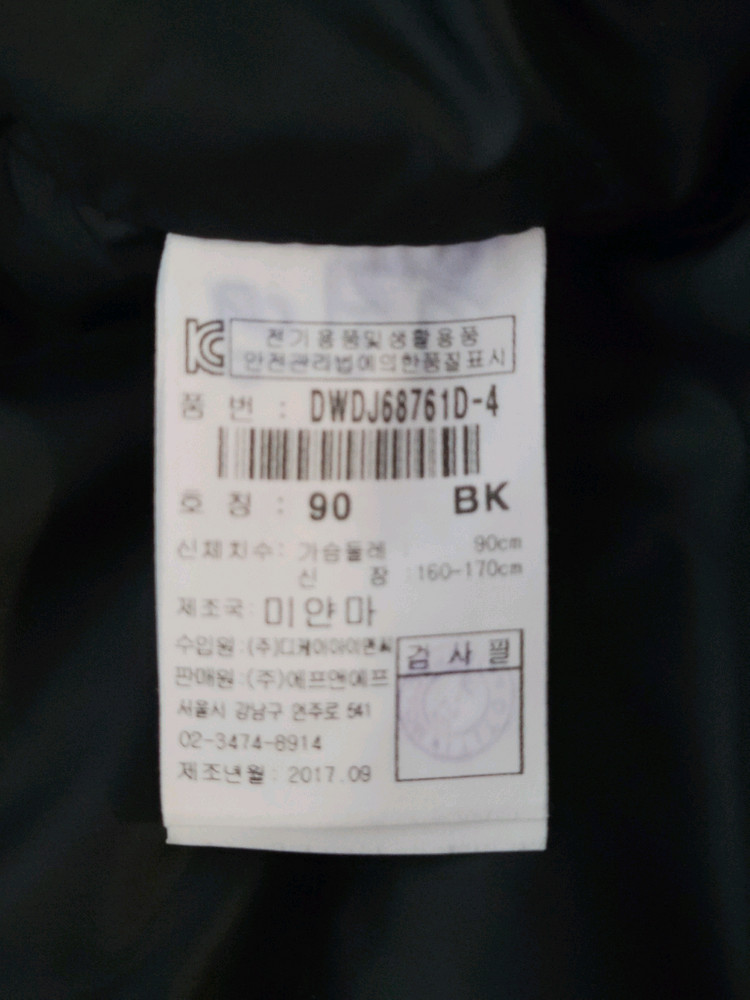 KC 전기용품및생활용품
안전관리법에의한품질표시
품 번 : DWDJ68761D-4
호 칭 : 90 BK
신체치수: 가슴둘레 90cm
신 장 :160-170cm
제조국: 미얀마
수입원:(주)디케이아이앤씨
판매원:(주)에프앤에프
서울시 강남구 언주로 541
02-3474-8914
제조년월: 2017.09
검사필